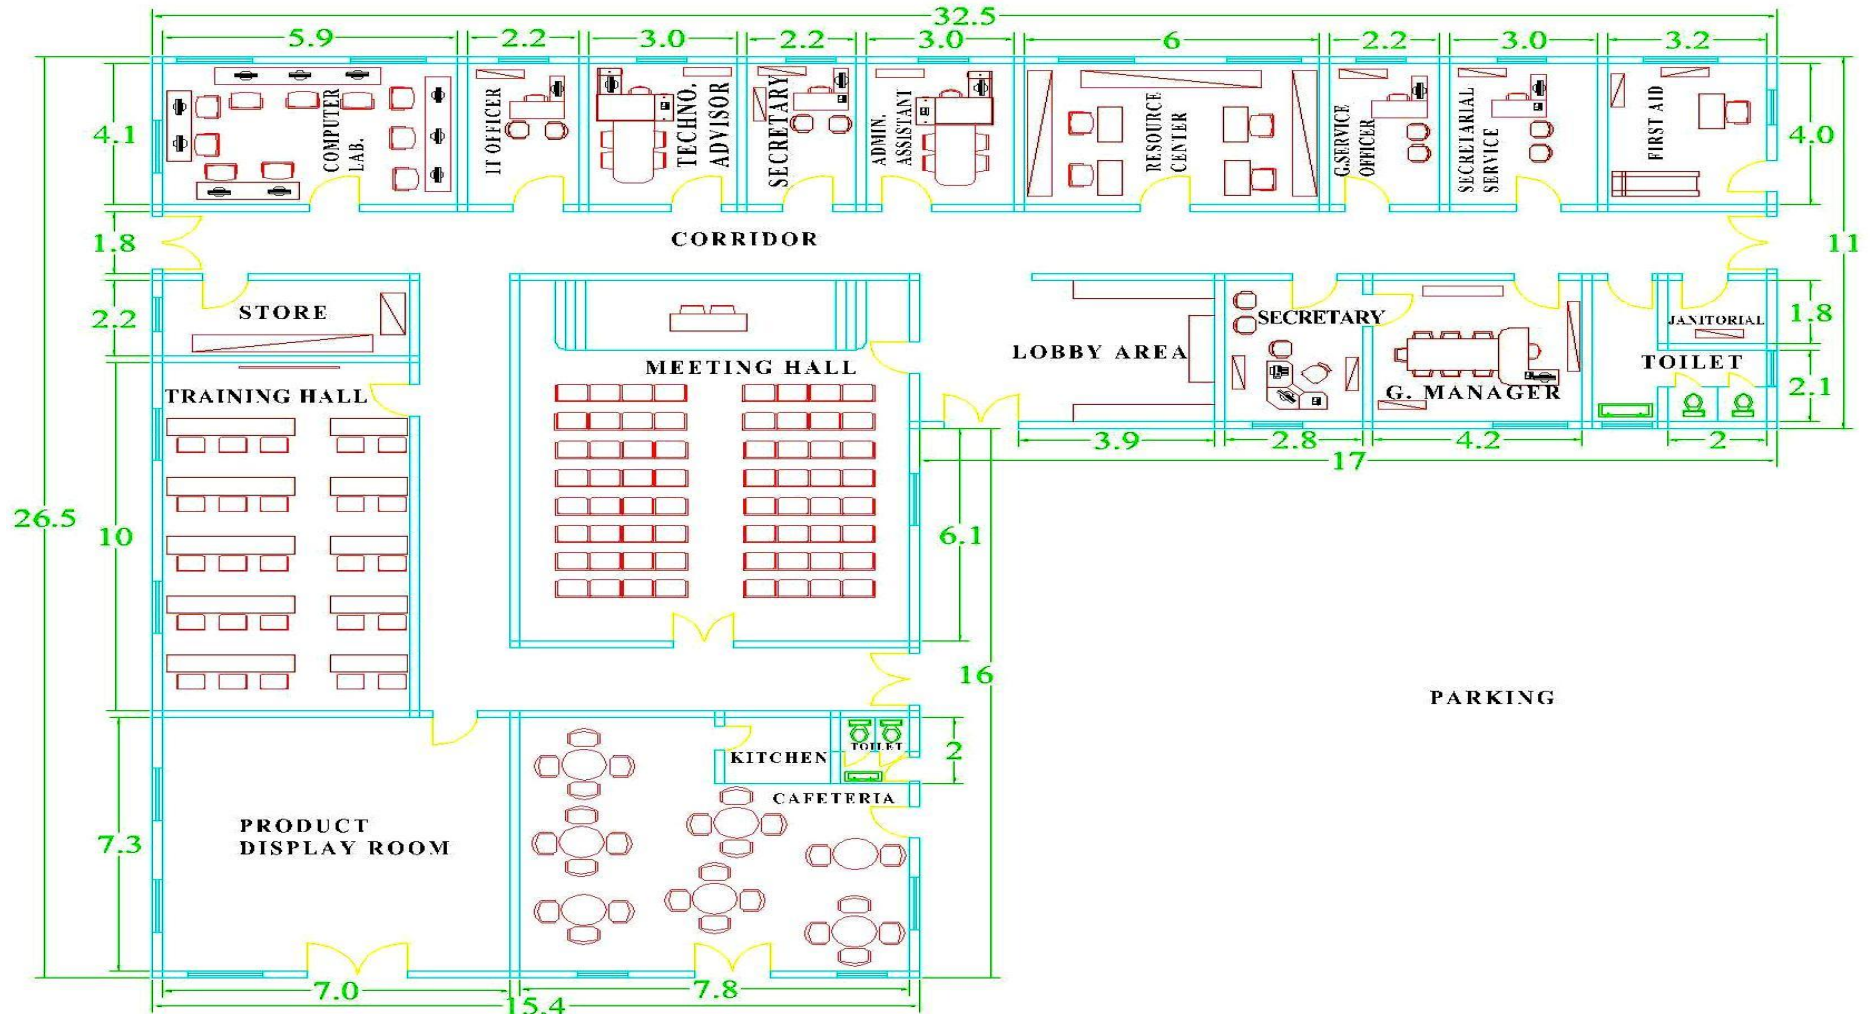 32.5
5.9
2.2
3.0
2.2
3.0
6
2.2
3.0
3.2
4.1
COMPUTER
LAB.
IT OFFICER
TECHNO.
ADVISOR
SECRETARY
ADMIN.
ASSISTANT
RESOURCE
CENTER
G.SERVICE
OFFICER
SECRETARIAL
SERVICE
FIRST AID
4.0
1.8
CORRIDOR
11
2.2
STORE
MEETING HALL
LOBBY AREA
SECRETARY
G. MANAGER
JANITORIAL
1.8
TOILET
2.1
TRAINING HALL
3.9
2.8
4.2
2
17
26.5
10
6.1
16
PARKING
KITCHEN
TOILET
2
CAFETERIA
7.3
PRODUCT
DISPLAY ROOM
7.0
7.8
15.4